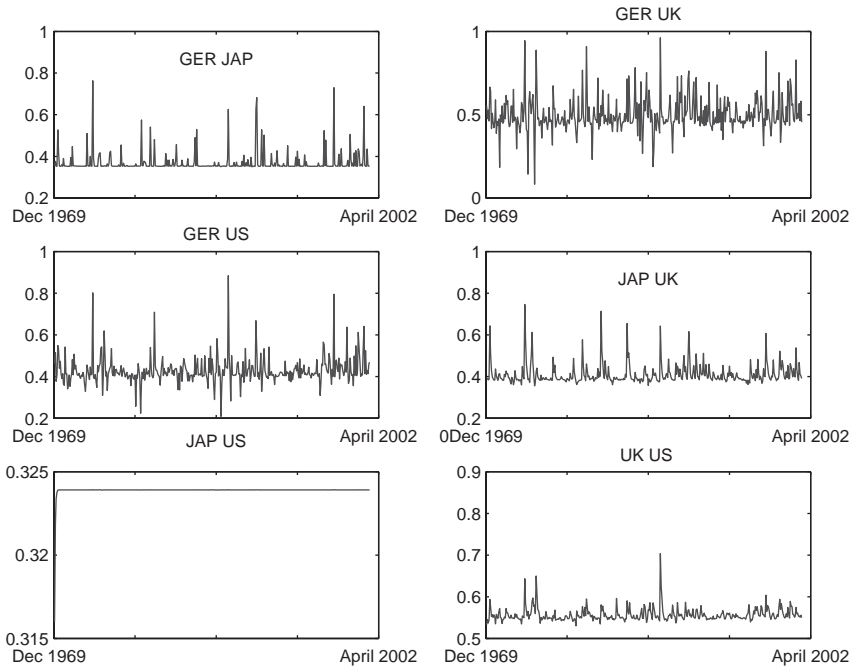 GER JAP
1
0.8
0.6
0.4
0.2
Dec 1969
April 2002
GER UK
1
0.5
0
Dec 1969
April 2002
GER US
1
0.8
0.6
0.4
0.2
Dec 1969
April 2002
JAP UK
1
0.8
0.6
0.4
0.2
0Dec 1969
April 2002
JAP US
0.325
0.32
0.315
Dec 1969
April 2002
UK US
0.9
0.8
0.7
0.6
0.5
Dec 1969
April 2002